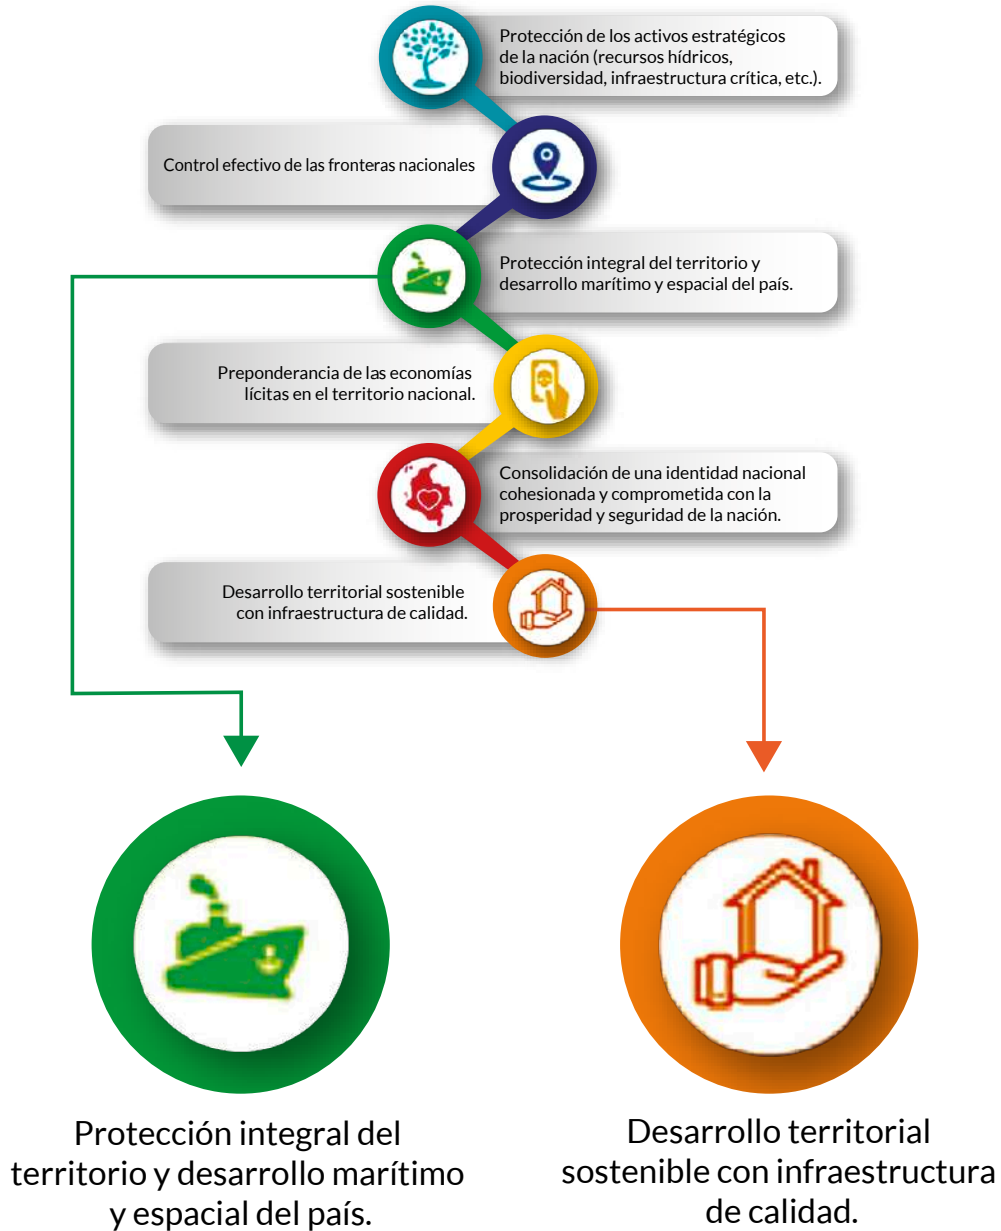 Protección de los activos estratégicos
de la nación (recursos hídricos,
biodiversidad, infraestructura crítica, etc.).
Control efectivo de las fronteras nacionales
Protección integral del territorio y
desarrollo marítimo y espacial del país.
Preponderancia de las economías
lícitas en el territorio nacional.
Consolidación de una identidad nacional
cohesionada y comprometida con la
prosperidad y seguridad de la nación.
Desarrollo territorial sostenible
con infraestructura de calidad.
Protección integral del
territorio y desarrollo marítimo
y espacial del país.
Desarrollo territorial
sostenible con infraestructura
de calidad.